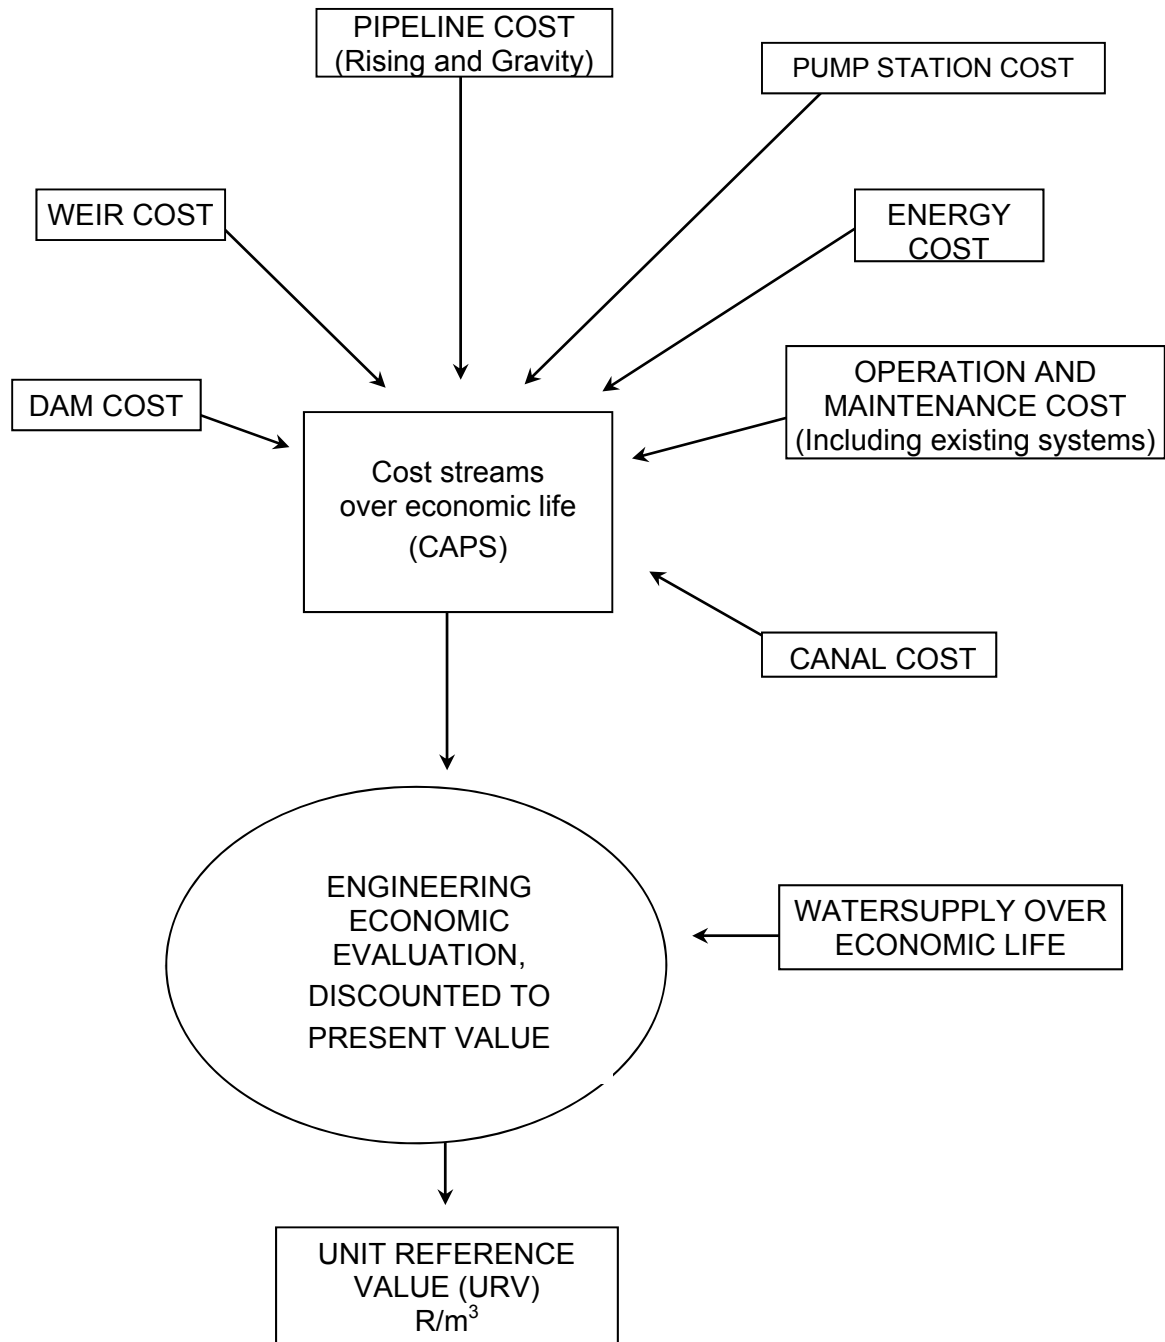 PIPELINE COST
(Rising and Gravity)
PUMP STATION COST
WEIR COST
ENERGY
COST
DAM COST
OPERATION AND
MAINTENANCE COST
(Including existing systems)
Cost streams
over economic life
(CAPS)
CANAL COST
ENGINEERING
ECONOMIC
EVALUATION,
DISCOUNTED TO
PRESENT VALUE
WATERSUPPLY OVER
ECONOMIC LIFE
UNIT REFERENCE
VALUE (URV)
R/m³